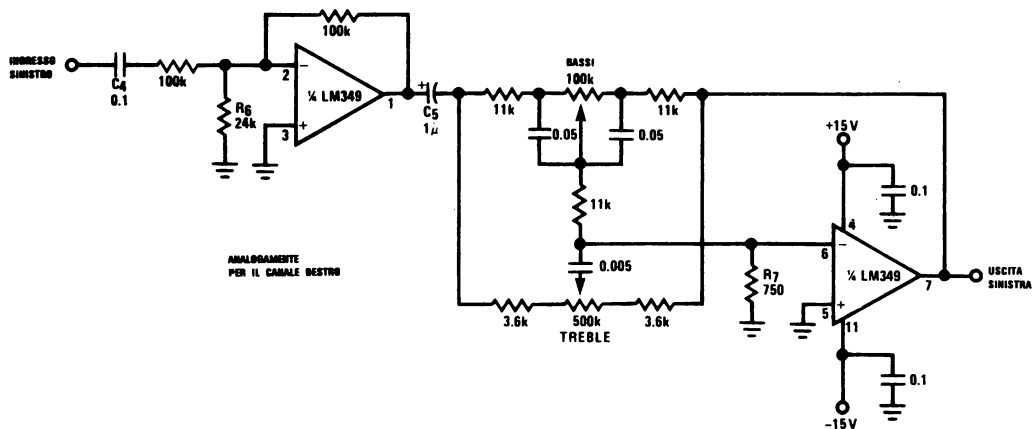 100k
INGRESSO
SINISTRO
C4
0.1
100k
R6
24k
2
−
¼ LM349
3
+
1
+
C5
1µ
BASSI
100k
11k
11k
0.05
0.05
11k
0.005
3.6k
500k
3.6k
TREBLE
ANALOGAMENTE
PER IL CANALE DESTRO
R7
750
+15V
0.1
4
6
−
¼ LM349
7
5
+
11
USCITA
SINISTRA
0.1
−15V